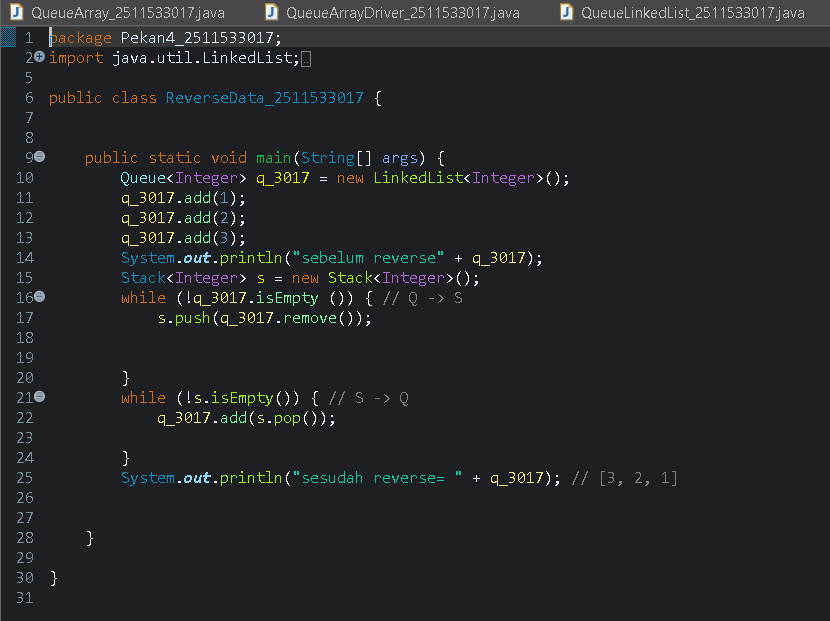 QueueArray_2511533017.java QueueArrayDriver_2511533017.java QueueLinkedList_2511533017.java
1 package Pekan4_2511533017;
2 import java.util.LinkedList;
5
6 public class ReverseData_2511533017 {
7
8
9 public static void main(String[] args) {
10 Queue<Integer> q_3017 = new LinkedList<Integer>();
11 q_3017.add(1);
12 q_3017.add(2);
13 q_3017.add(3);
14 System.out.println("sebelum reverse" + q_3017);
15 Stack<Integer> s = new Stack<Integer>();
16 while (!q_3017.isEmpty ()) { // Q -> S
17 s.push(q_3017.remove());
18
19
20 }
21 while (!s.isEmpty()) { // S -> Q
22 q_3017.add(s.pop());
23
24 }
25 System.out.println("sesudah reverse= " + q_3017); // [3, 2, 1]
26
27
28 }
29
30 }
31